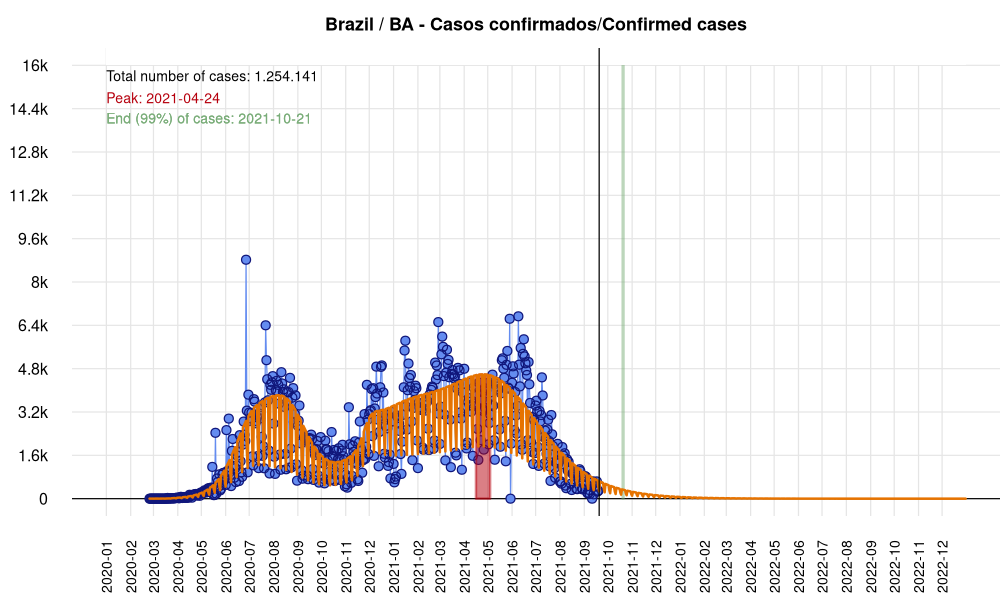 Brazil / BA - Casos confirmados/Confirmed cases
16k
14.4k
12.8k
11.2k
9.6k
8k
6.4k
4.8k
3.2k
1.6k
0
Total number of cases: 1.254.141
Peak: 2021-04-24
End (99%) of cases: 2021-10-21
2020-01
2020-02
2020-03
2020-04
2020-05
2020-06
2020-07
2020-08
2020-09
2020-10
2020-11
2020-12
2021-01
2021-02
2021-03
2021-04
2021-05
2021-06
2021-07
2021-08
2021-09
2021-10
2021-11
2021-12
2022-01
2022-02
2022-03
2022-04
2022-05
2022-06
2022-07
2022-08
2022-09
2022-10
2022-11
2022-12